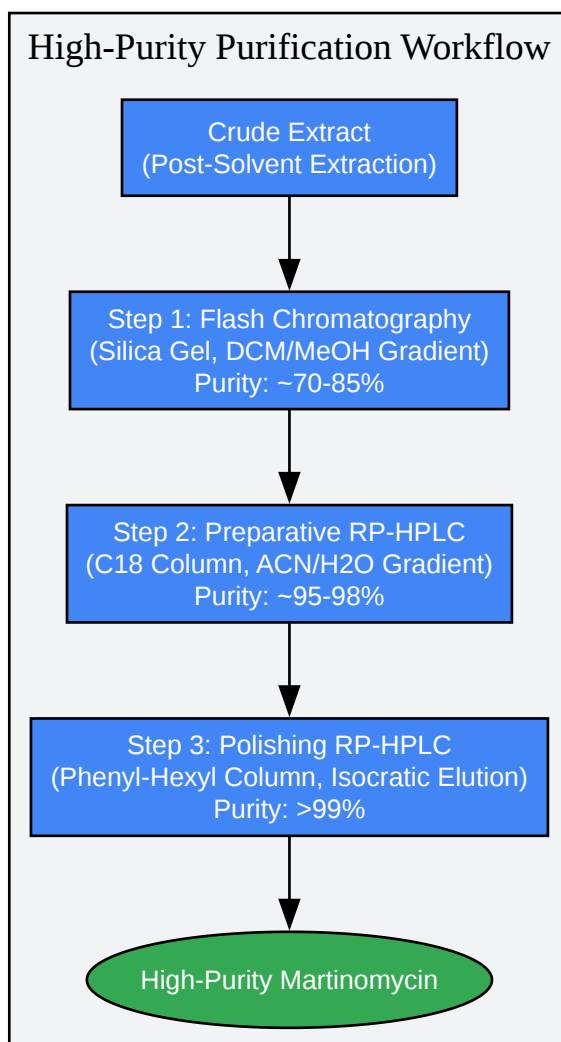 High-Purity Purification Workflow
Crude Extract
(Post-Solvent Extraction)
Step 1: Flash Chromatography
(Silica Gel, DCM/MeOH Gradient)
Purity: ~70-85%
Step 2: Preparative RP-HPLC
(C18 Column, ACN/H2O Gradient)
Purity: ~95-98%
Step 3: Polishing RP-HPLC
(Phenyl-Hexyl Column, Isocratic Elution)
Purity: >99%
High-Purity Martinomycin